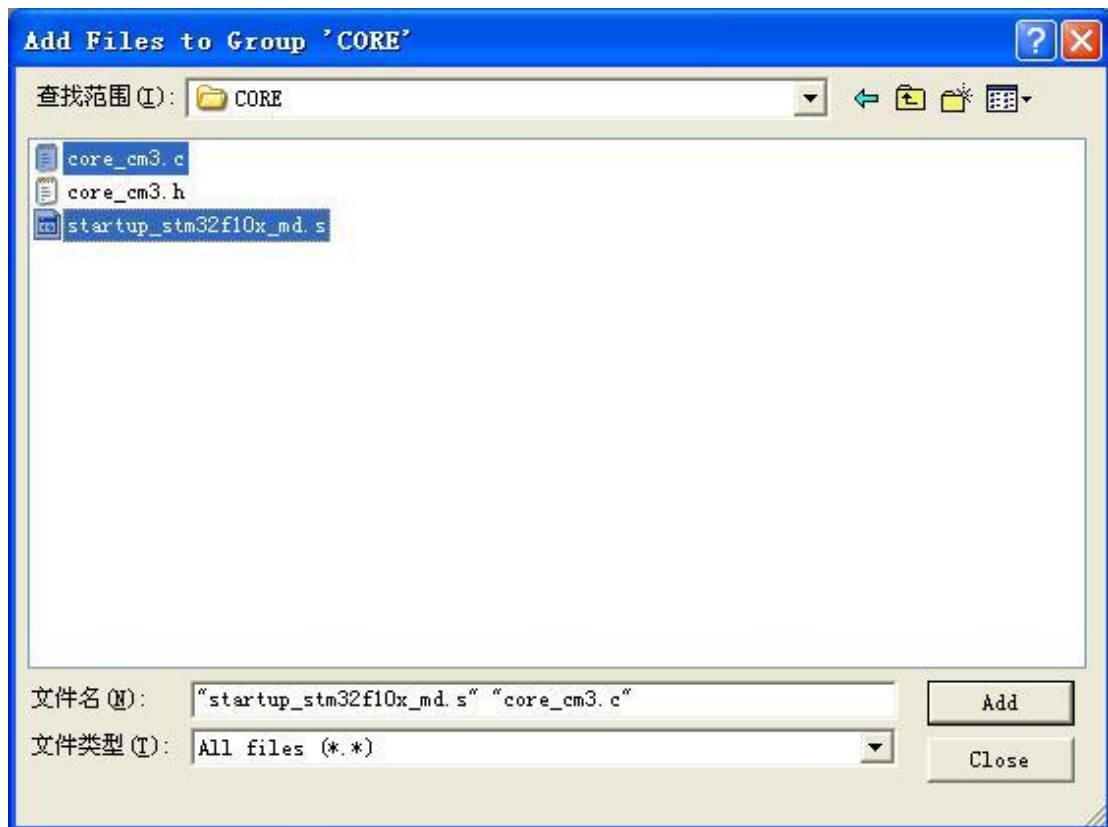 Add Files to Group 'CORE'
查找范围(I): CORE
core_cm3.c
core_cm3.h
startup_stm32f10x_md.s
文件名(N): "startup_stm32f10x_md.s" "core_cm3.c"
Add
文件类型(T): All files (*.*)
Close